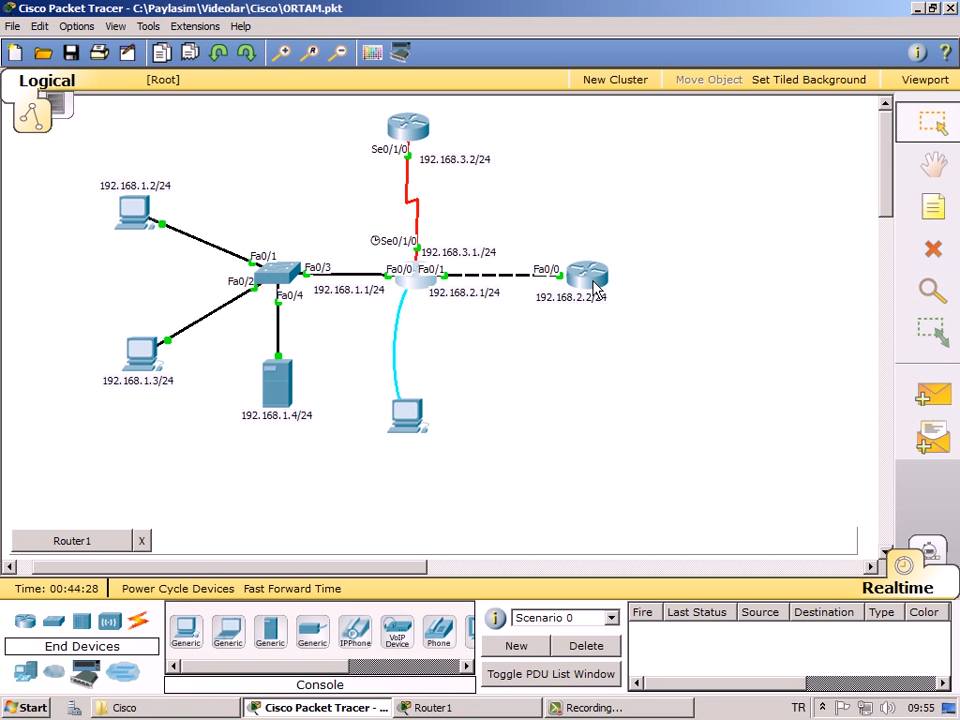 Cisco Packet Tracer - C:\Paylasim\Videolar\Cisco\ORTAM.pkt
File Edit Options View Tools Extensions Help
Logical [Root] New Cluster Move Object Set Tiled Background Viewport
Se0/1/0
192.168.3.2/24
192.168.1.2/24
Se0/1/0
192.168.3.1./24
Fa0/1
Fa0/3 Fa0/0 Fa0/1 Fa0/0
Fa0/2
192.168.1.1/24 192.168.2.1/24 192.168.2.2/24
Fa0/4
192.168.1.3/24
192.168.1.4/24
Router1 X
Time: 00:44:28 Power Cycle Devices Fast Forward Time Realtime
Scenario 0
Fire Last Status Source Destination Type Color
Generic Generic Generic Generic IPPhone VoIP Device Phone
End Devices
New Delete
Toggle PDU List Window
Console
Start Cisco Cisco Packet Tracer - ... Router1 Recording... TR 09:55